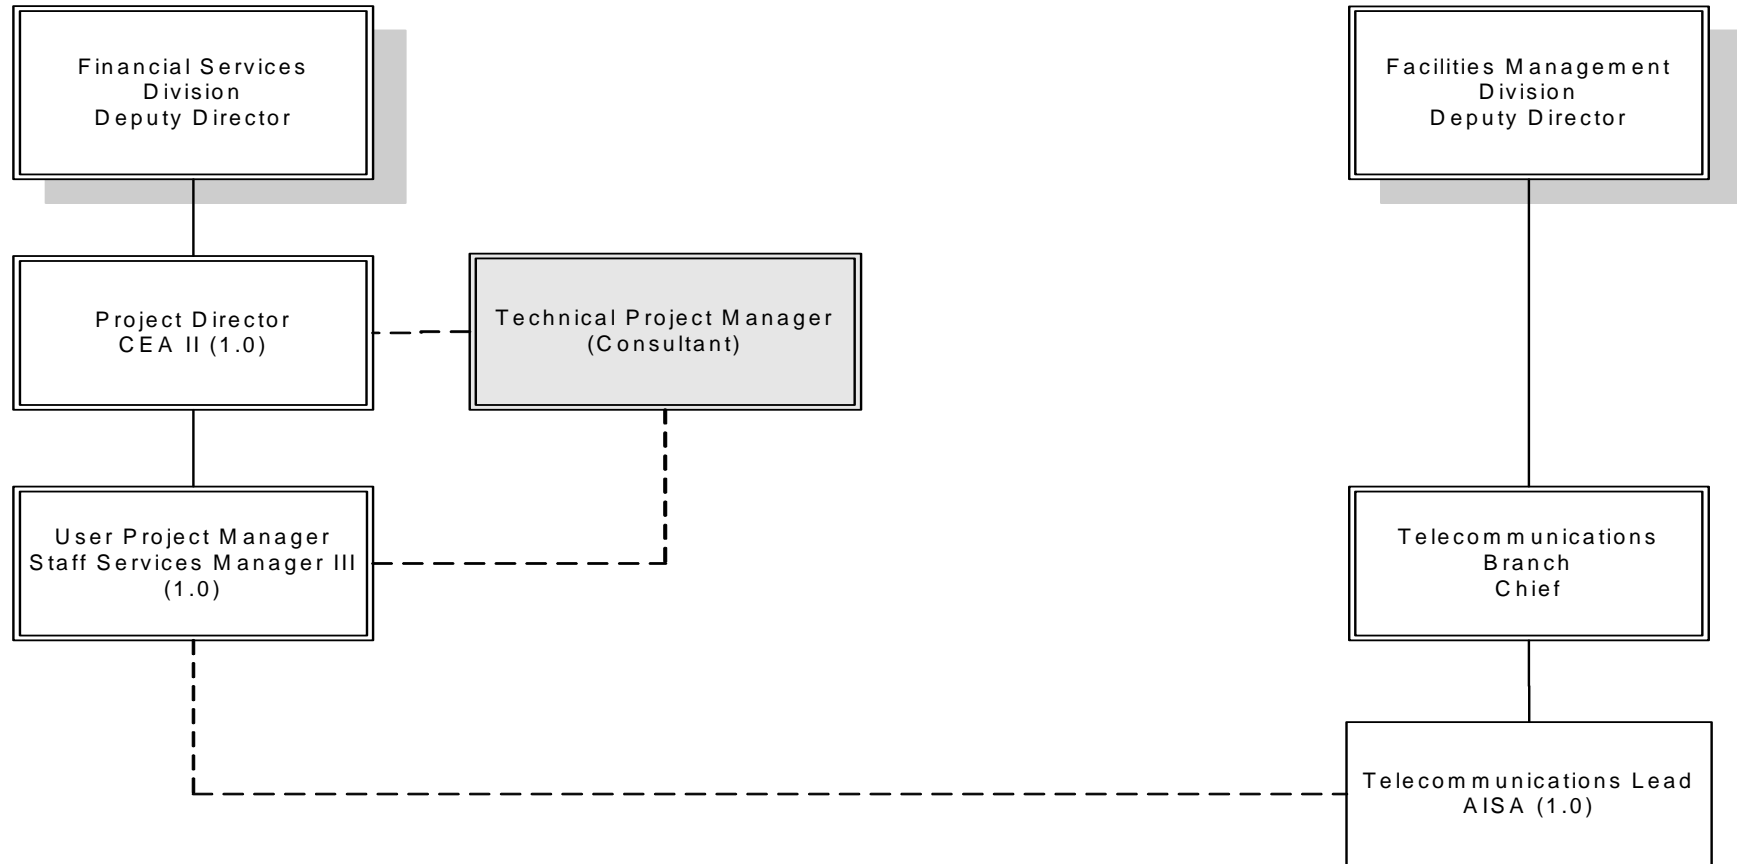 Financial Services
Division
Deputy Director
Facilities Management
Division
Deputy Director
Project Director
CEA II (1.0)
Technical Project Manager
(Consultant)
User Project Manager
Staff Services Manager III
(1.0)
Telecommunications
Branch
Chief
Telecommunications Lead
AISA (1.0)